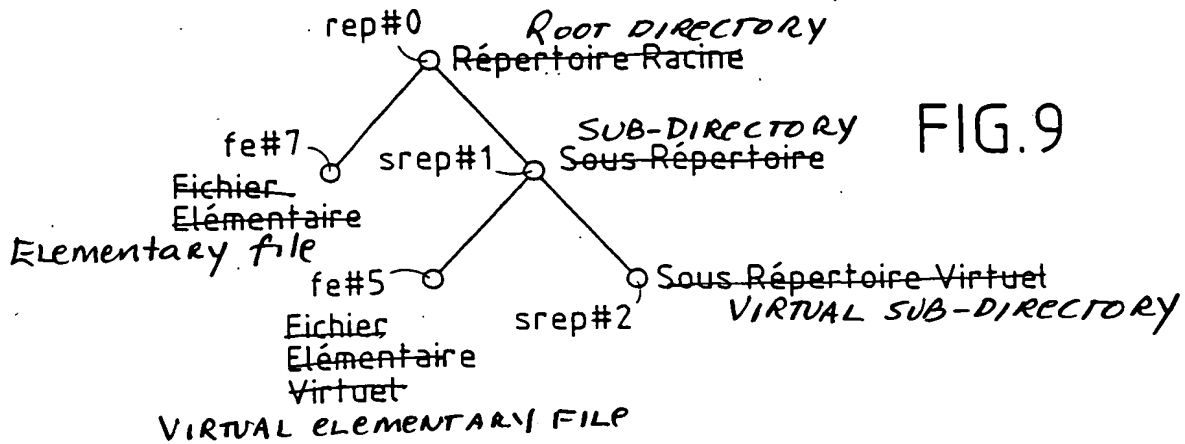 rep#0
ROOT DIRECTORY
Répertoire Racine
FIG.9
SUB-DIRECTORY
fe#7
srep#1
Sous Répertoire
Fichier
Elémentaire
Elementary file
fe#5
srep#2
Sous Répertoire Virtuel
VIRTUAL SUB-DIRECTORY
Fichier
Elémentaire
Virtuel
VIRTUAL ELEMENTARY FILE